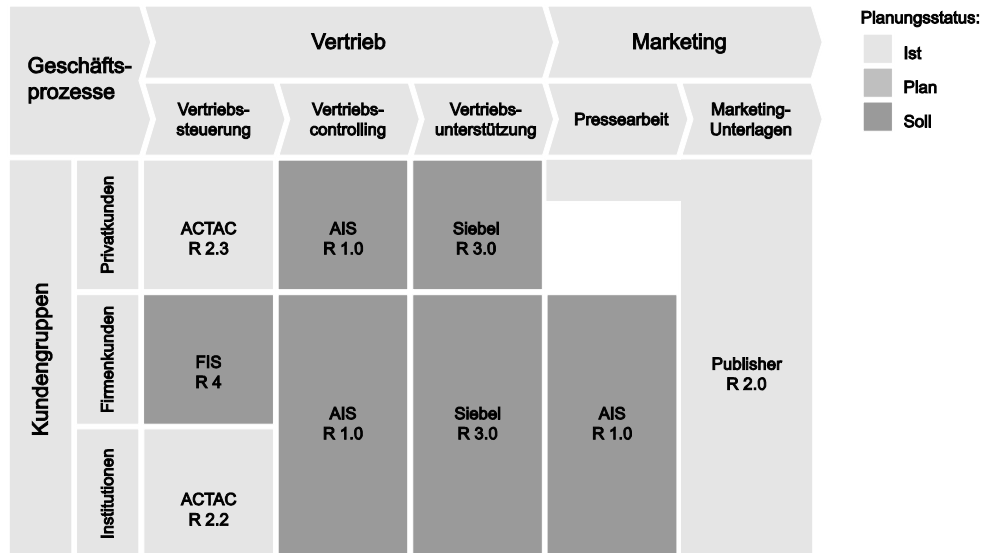 Planungsstatus:
Ist
Plan
Soll
Geschäfts-
prozesse
Vertrieb
Marketing
Vertriebs-
steuerung
Vertriebs-
controlling
Vertriebs-
unterstützung
Pressearbeit
Marketing-
Unterlagen
Kundengruppen
Privatkunden
ACTAC
R 2.3
AIS
R 1.0
Siebel
R 3.0
Firmenkunden
FIS
R 4
AIS
R 1.0
Siebel
R 3.0
AIS
R 1.0
Publisher
R 2.0
Institutionen
ACTAC
R 2.2